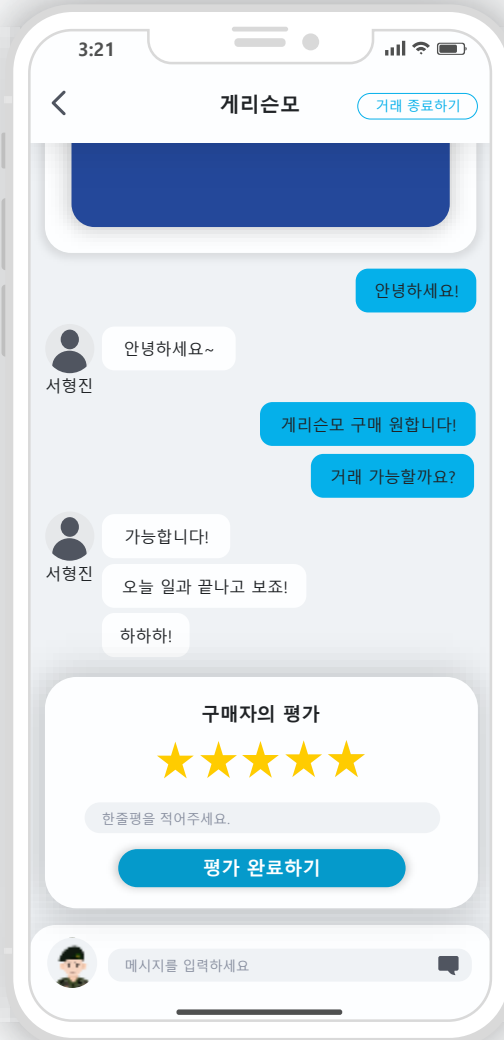 3:21
게리슨모
거래 종료하기
안녕하세요!
안녕하세요~
서형진
게리슨모 구매 원합니다!
거래 가능할까요?
가능합니다!
서형진
오늘 일과 끝나고 보죠!
하하하!
구매자의 평가
한줄평을 적어주세요.
평가 완료하기
메시지를 입력하세요